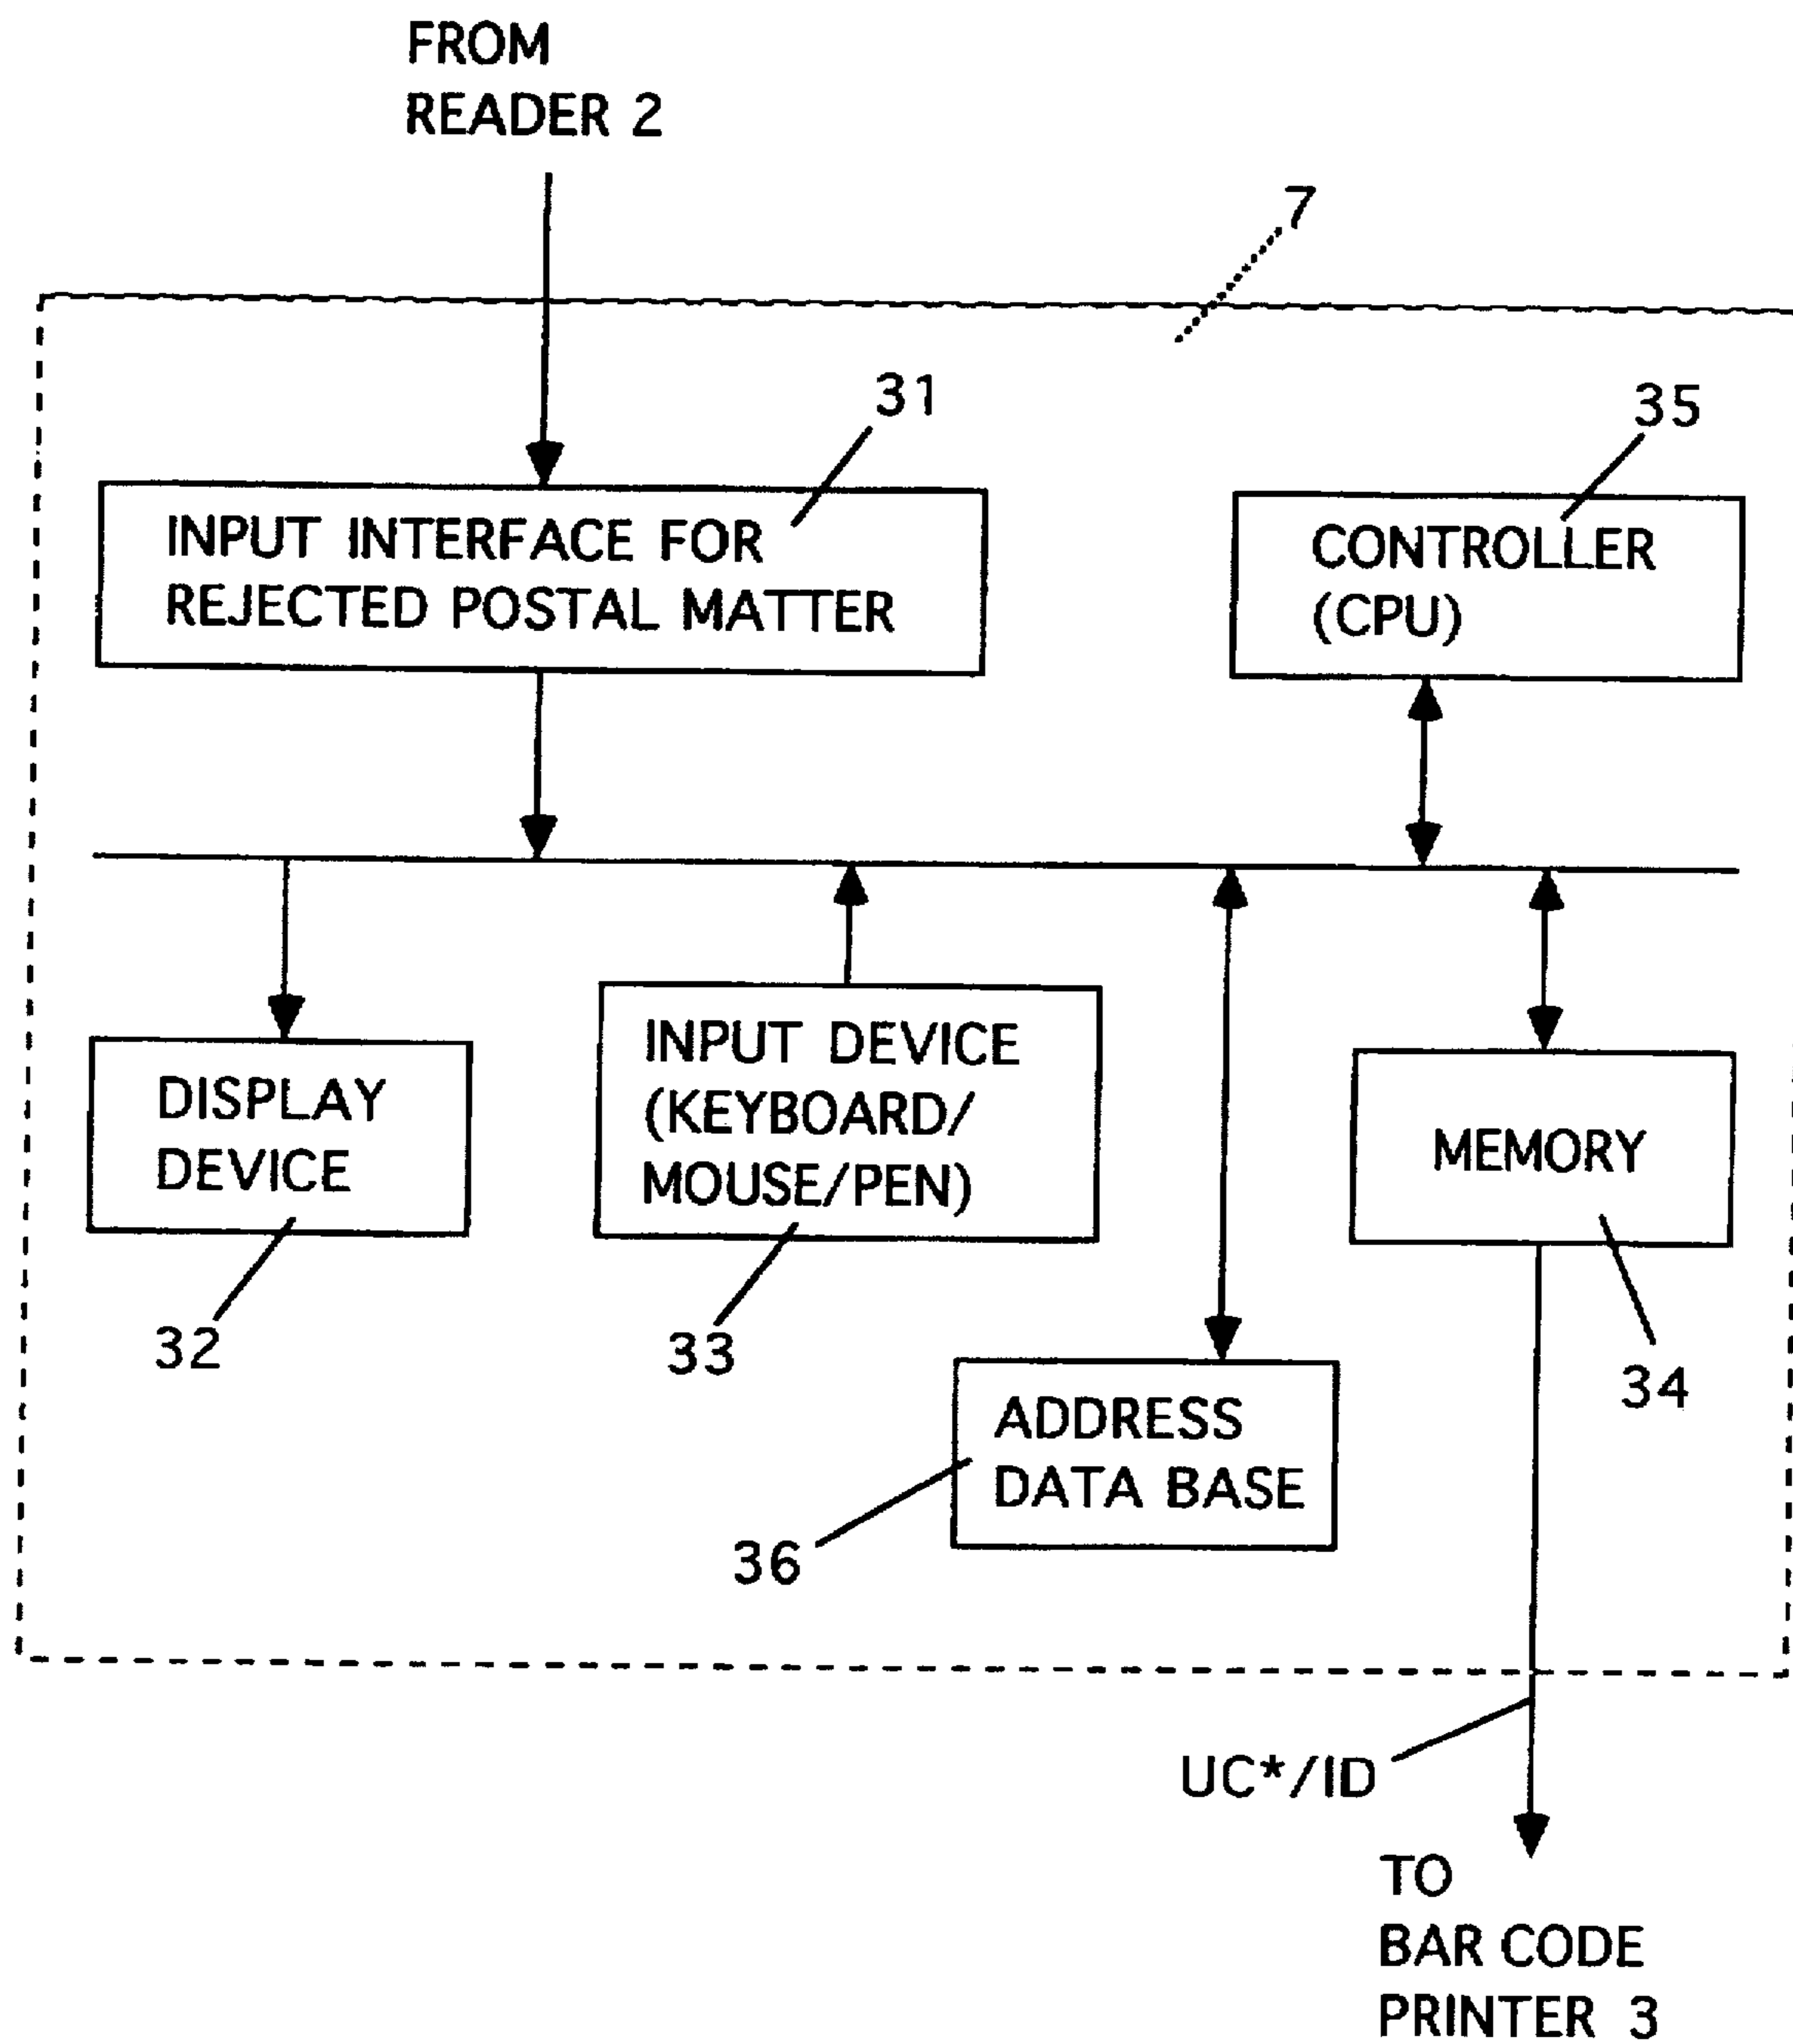 FROM
READER 2
7
31
35
INPUT INTERFACE FOR
REJECTED POSTAL MATTER
CONTROLLER
(CPU)
DISPLAY
DEVICE
INPUT DEVICE
(KEYBOARD/
MOUSE/PEN)
MEMORY
32
33
34
ADDRESS
DATA BASE
36
UC*/ID
TO
BAR CODE
PRINTER 3